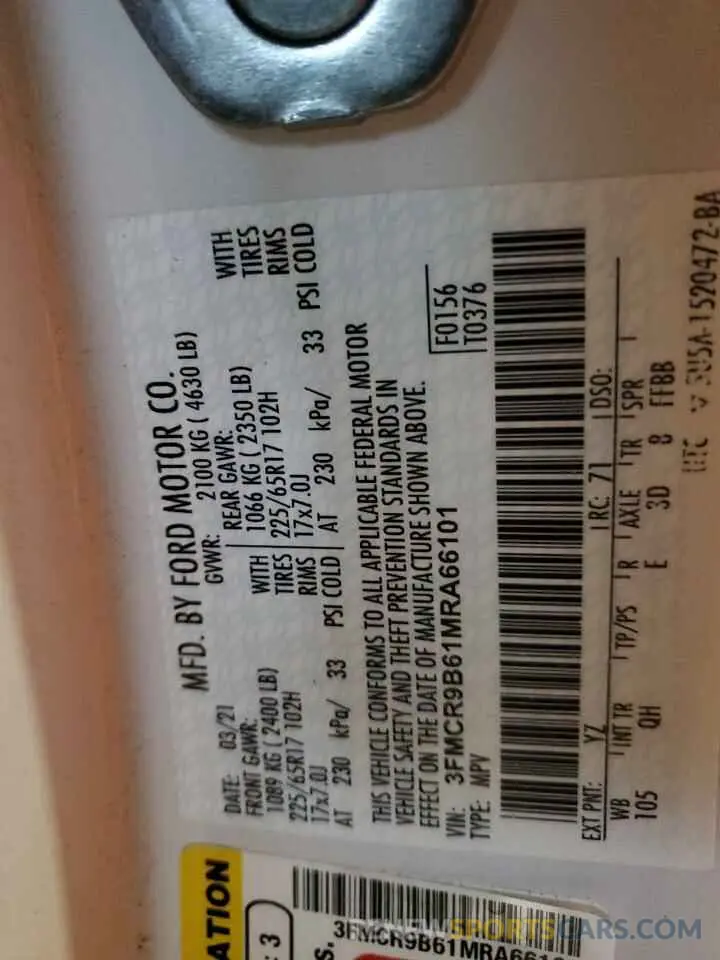 MFD. BY FORD MOTOR CO.
DATE: 03/21 GVWR: 2100 KG ( 4630 LB)
FRONT GAWR: REAR GAWR:
1089 KG ( 2400 LB) WITH 1066 KG ( 2350 LB) WITH
225/65R17 102H TIRES 225/65R17 102H TIRES
17x7.0J RIMS 17x7.0J RIMS
AT 230 kPa/ 33 PSI COLD AT 230 kPa/ 33 PSI COLD
THIS VEHICLE CONFORMS TO ALL APPLICABLE FEDERAL MOTOR
VEHICLE SAFETY AND THEFT PREVENTION STANDARDS IN
EFFECT ON THE DATE OF MANUFACTURE SHOWN ABOVE.
VIN: 3FMCR9B61MRA66101 F0156
TYPE: MPV T0376
EXT PNT: YZ RC: 71 DSO:
WB INT TR TP/PS R AXLE TR SPR
105 QH E 3D 8 FFBB
ATION
: 3
S.
3FMCR9B61MRA661
SPORTSCARS.COM